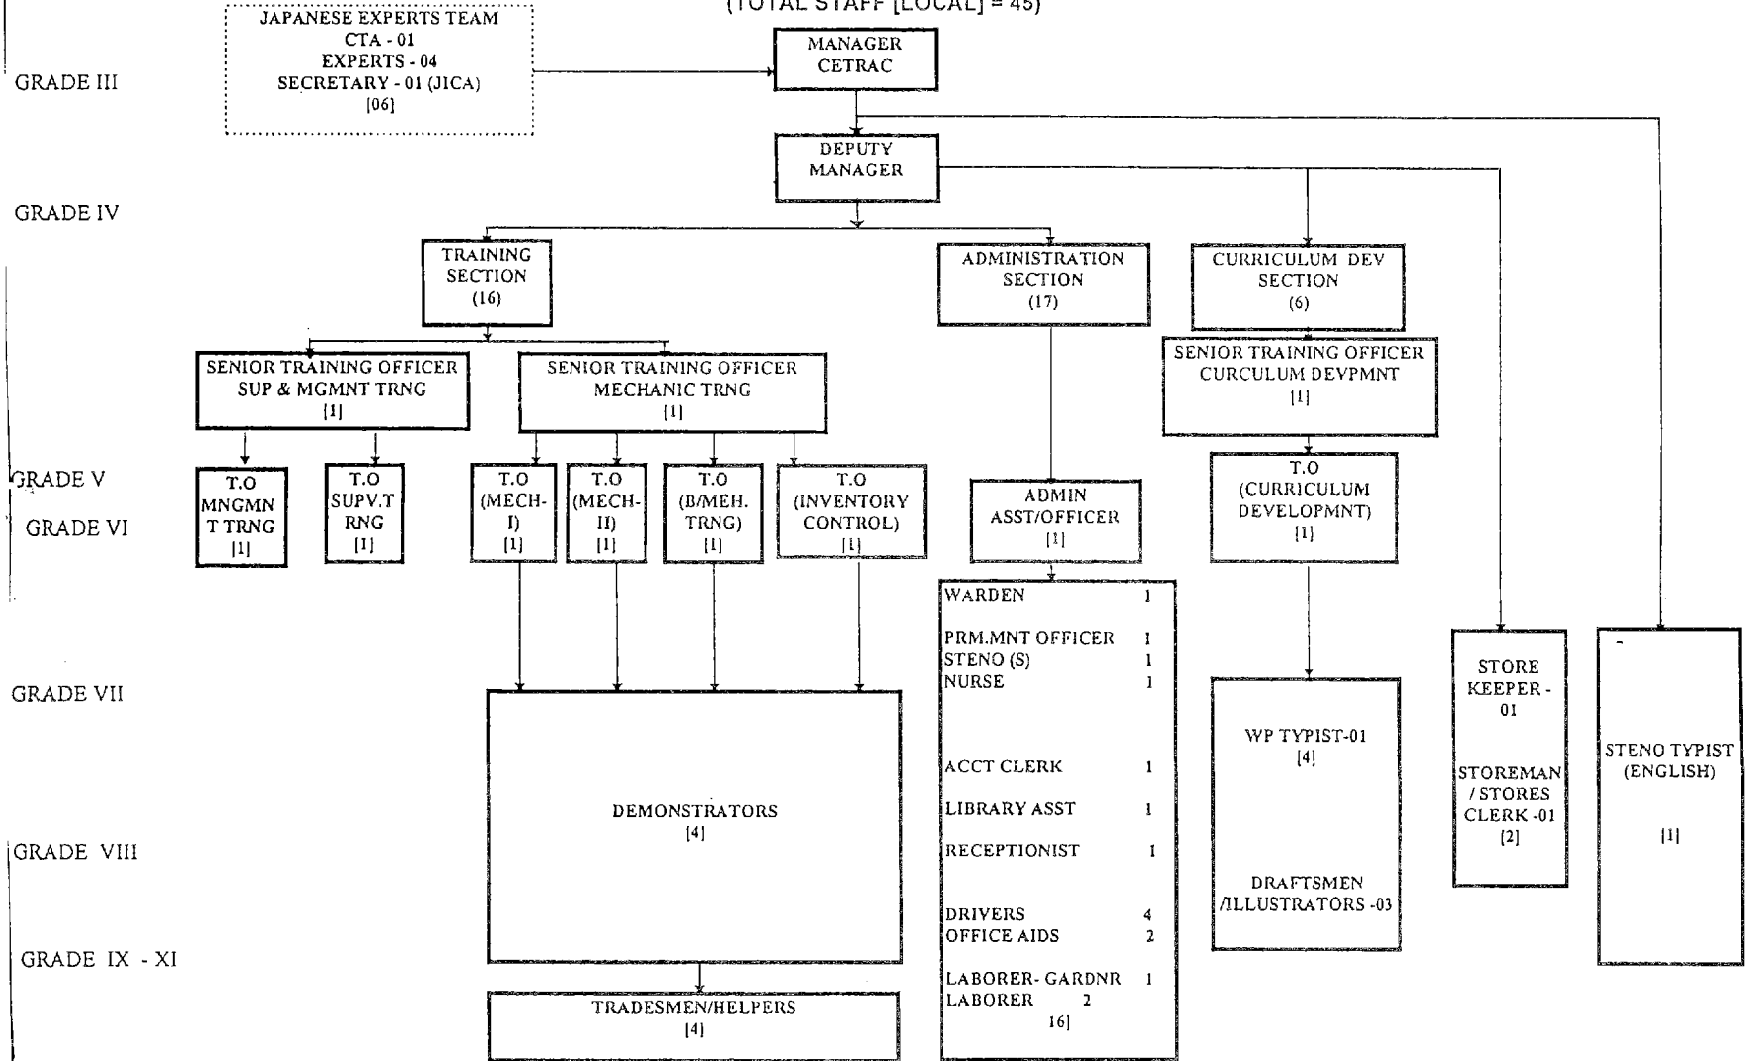 (TOTAL STAFF [LOCAL] = 45)
JAPANESE EXPERTS TEAM
CTA - 01
EXPERTS - 04
SECRETARY - 01 (JICA)
[06]
MANAGER
CETRAC
GRADE III
DEPUTY
MANAGER
GRADE IV
TRAINING
SECTION
(16)
ADMINISTRATION
SECTION
(17)
CURRICULUM DEV
SECTION
(6)
SENIOR TRAINING OFFICER
SUP & MGMNT TRNG
[1]
SENIOR TRAINING OFFICER
MECHANIC TRNG
[1]
SENIOR TRAINING OFFICER
CURCULUM DEVPMNT
[1]
GRADE V
GRADE VI
T.O
MNGMN
T TRNG
[1]
T.O
SUPV.T
RNG
[1]
T.O
(MECH-
I)
[1]
T.O
(MECH-
II)
[1]
T.O
(B/MEH.
TRNG)
[1]
T.O
(INVENTORY
CONTROL)
[1]
ADMIN
ASST/OFFICER
[1]
T.O
(CURRICULUM
DEVELOPMNT)
[1]
WARDEN 1
PRM.MNT OFFICER 1
STENO (S) 1
NURSE 1
ACCT CLERK 1
LIBRARY ASST 1
RECEPTIONIST 1
DRIVERS 4
OFFICE AIDS 2
LABORER- GARDNR 1
LABORER 2
16]
GRADE VII
DEMONSTRATORS
[4]
WP TYPIST-01
[4]
DRAFTSMEN
/ILLUSTRATORS -03
STORE
KEEPER -
01
STOREMAN
/ STORES
CLERK -01
[2]
STENO TYPIST
(ENGLISH)
[1]
GRADE VIII
GRADE IX - XI
TRADESMEN/HELPERS
[4]